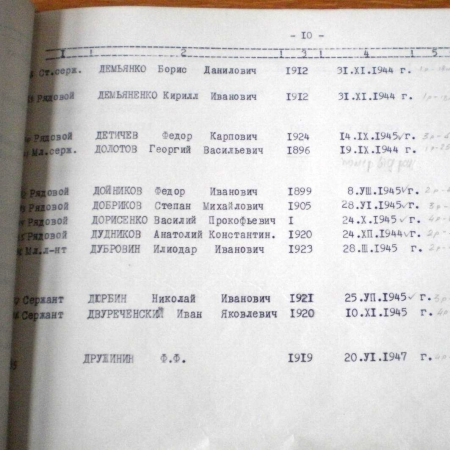 - 10 -
1 2 3 4 5
Ст.серж. ДЕМЬЯНКО Борис Данилович 1912 31.XI.1944 г.
Рядовой ДЕМЬЯНЕНКО Кирилл Иванович 1912 31.XI.1944 г.
Рядовой ДЕТИЧЕВ Федор Карпович 1924 14.IX.1945 г.
Мл.серж. ДОЛОТОВ Георгий Васильевич 1896 19.IX.1944 г.
Рядовой ДОЙНИКОВ Федор Иванович 1899 8.УШ.1945 г.
Рядовой ДОБРИКОВ Степан Михайлович 1905 28.УI.1945 г.
Рядовой ДОРИСЕНКО Василий Прокофьевич I 24.X.1945 г.
Рядовой ДУДНИКОВ Анатолий Константин. 1920 24.ХП.1944 г.
Мл.л-нт ДУБРОВИН Илиодар Иванович 1923 28.Ш.1945 г.
Сержант ДЮРБИН Николай Иванович 1921 25.УП.1945 г.
Сержант ДВУРЕЧЕНСКИЙ Иван Яковлевич 1920 10.XI.1945 г.
ДРУЖИНИН Ф.Ф. 1919 20.УI.1947 г.